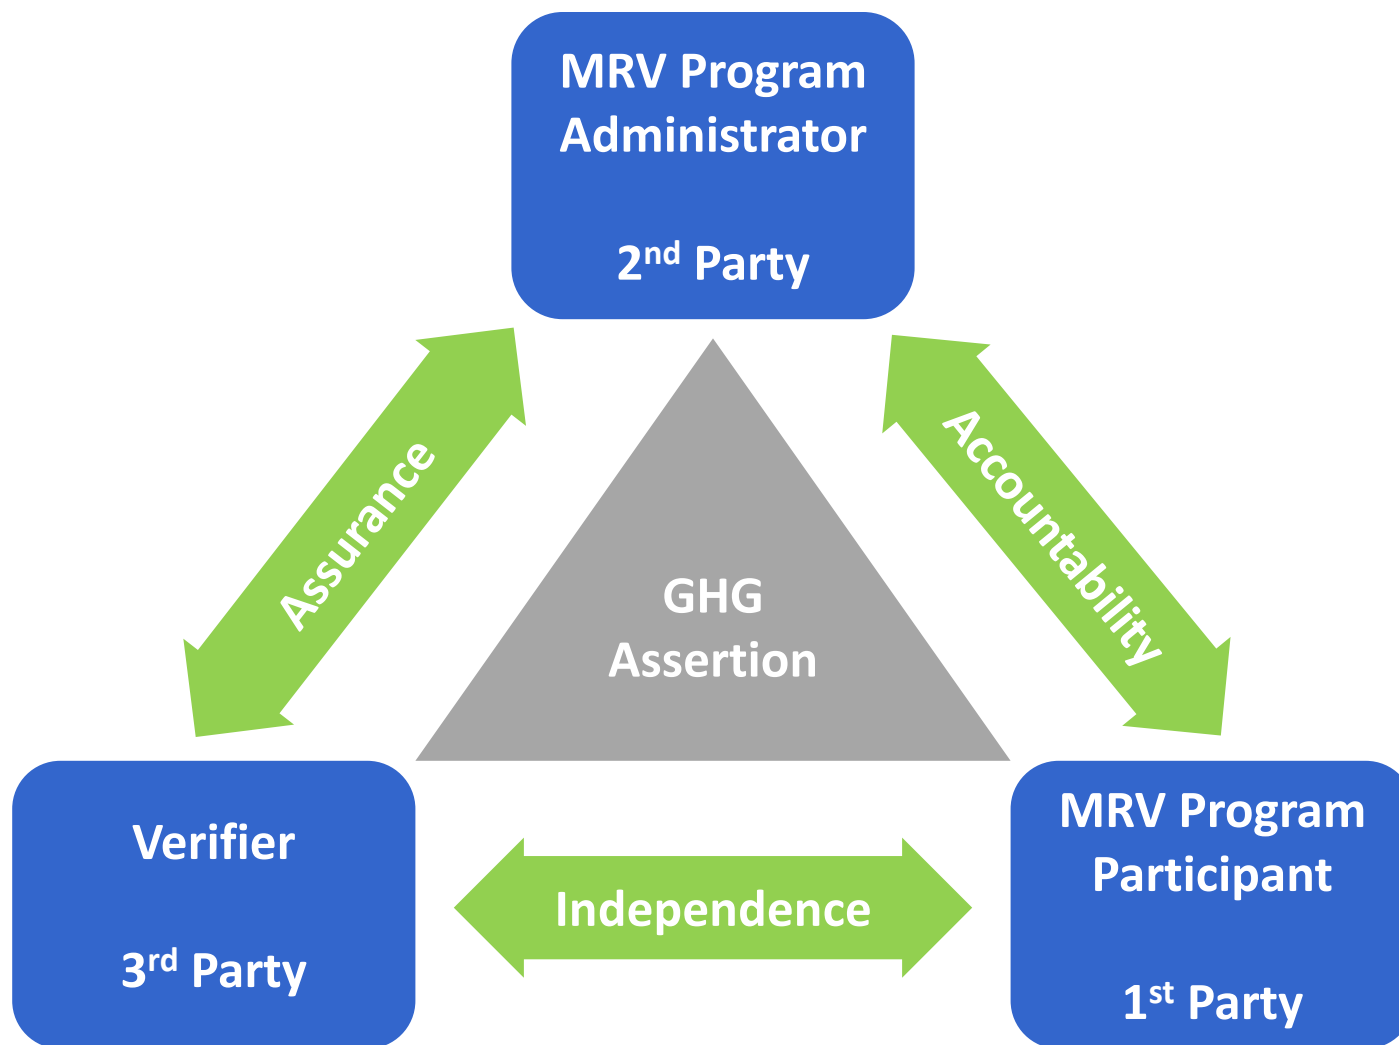 MRV Program
Administrator
2nd Party
Assurance
Accountability
GHG
Assertion
Verifier
3rd Party
Independence
MRV Program
Participant
1st Party